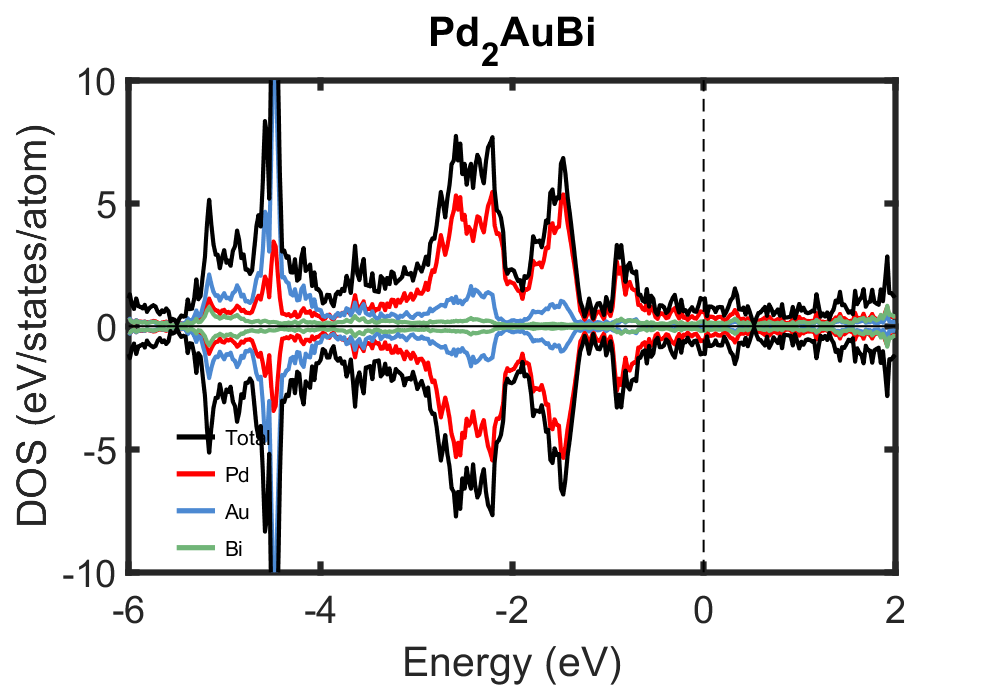 Pd₂AuBi
10
5
0
-5
-10
DOS (eV/states/atom)
Total
Pd
Au
Bi
-6 -4 -2 0 2
Energy (eV)